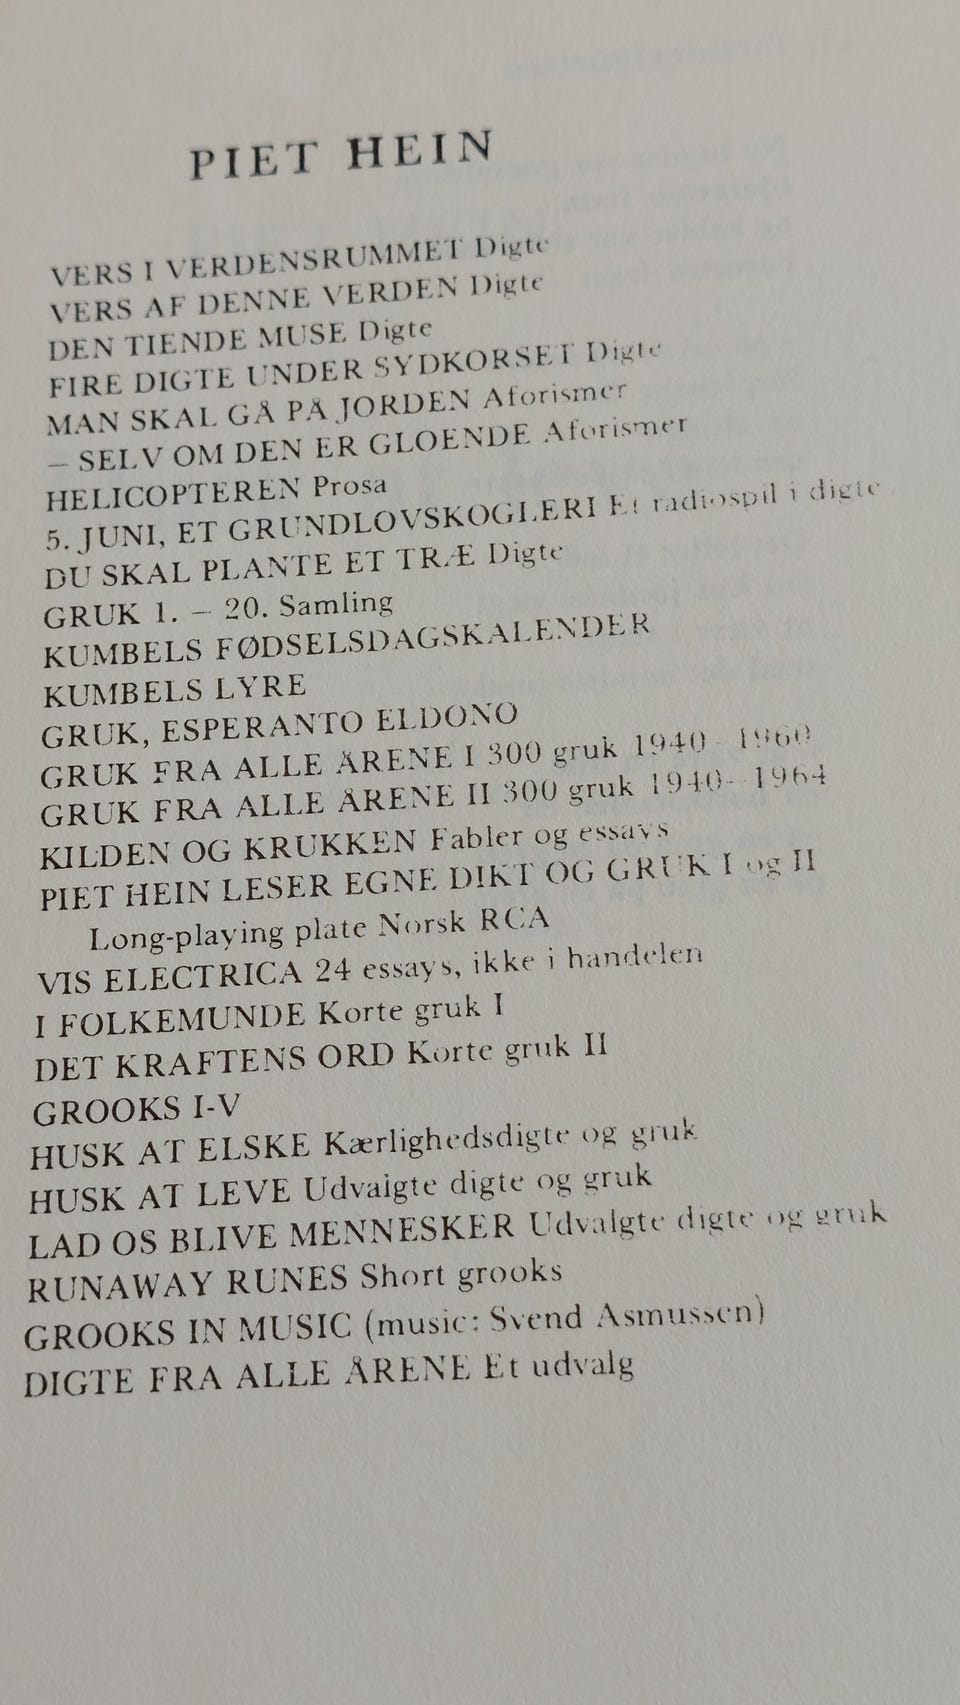 PIET HEIN
VERS I VERDENSRUMMET Digte
VERS AF DENNE VERDEN Digte
DEN TIENDE MUSE Digte
FIRE DIGTE UNDER SYDKORSET Digte
MAN SKAL GÅ PÅ JORDEN Aforismer
– SELV OM DEN ER GLOENDE Aforismer
HELICOPTEREN Prosa
5. JUNI, ET GRUNDLOVSKOGLERI Et radiospil i digte
DU SKAL PLANTE ET TRÆ Digte
GRUK 1. – 20. Samling
KUMBELS FØDSELSDAGSKALENDER
KUMBELS LYRE
GRUK, ESPERANTO ELDONO
GRUK FRA ALLE ÅRENE I 300 gruk 1940–1960
GRUK FRA ALLE ÅRENE II 300 gruk 1940–1964
KILDEN OG KRUKKEN Fabler og essays
PIET HEIN LESER EGNE DIKT OG GRUK I og II
Long-playing plate Norsk RCA
VIS ELECTRICA 24 essays, ikke i handelen
I FOLKEMUNDE Korte gruk I
DET KRAFTENS ORD Korte gruk II
GROOKS I-V
HUSK AT ELSKE Kærlighedsdigte og gruk
HUSK AT LEVE Udvalgte digte og gruk
LAD OS BLIVE MENNESKER Udvalgte digte og gruk
RUNAWAY RUNES Short grooks
GROOKS IN MUSIC (music: Svend Asmussen)
DIGTE FRA ALLE ÅRENE Et udvalg